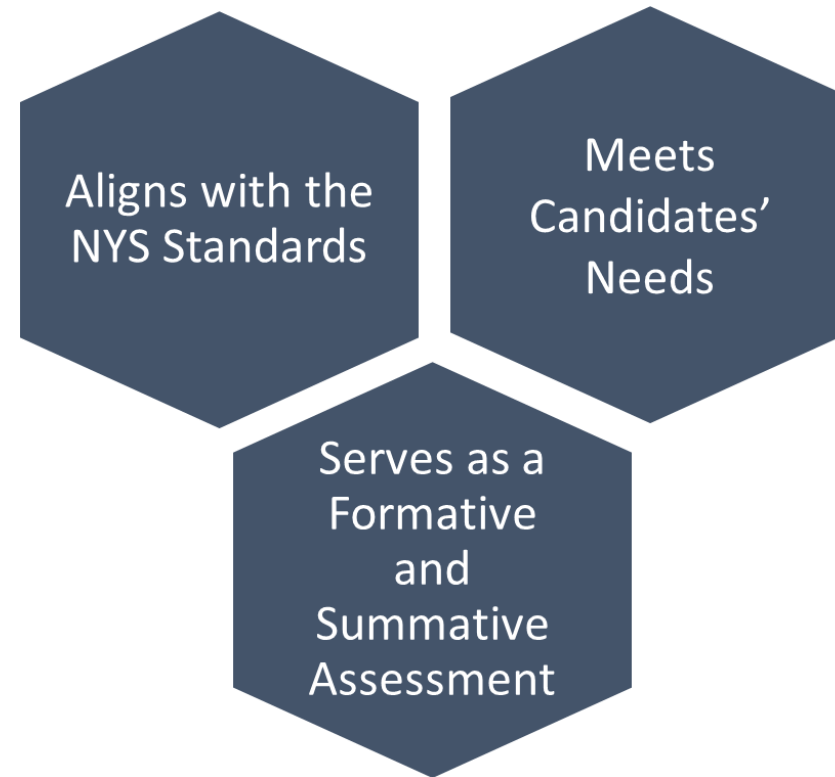 Aligns with the
NYS Standards
Meets
Candidates’
Needs
Serves as a
Formative
and
Summative
Assessment